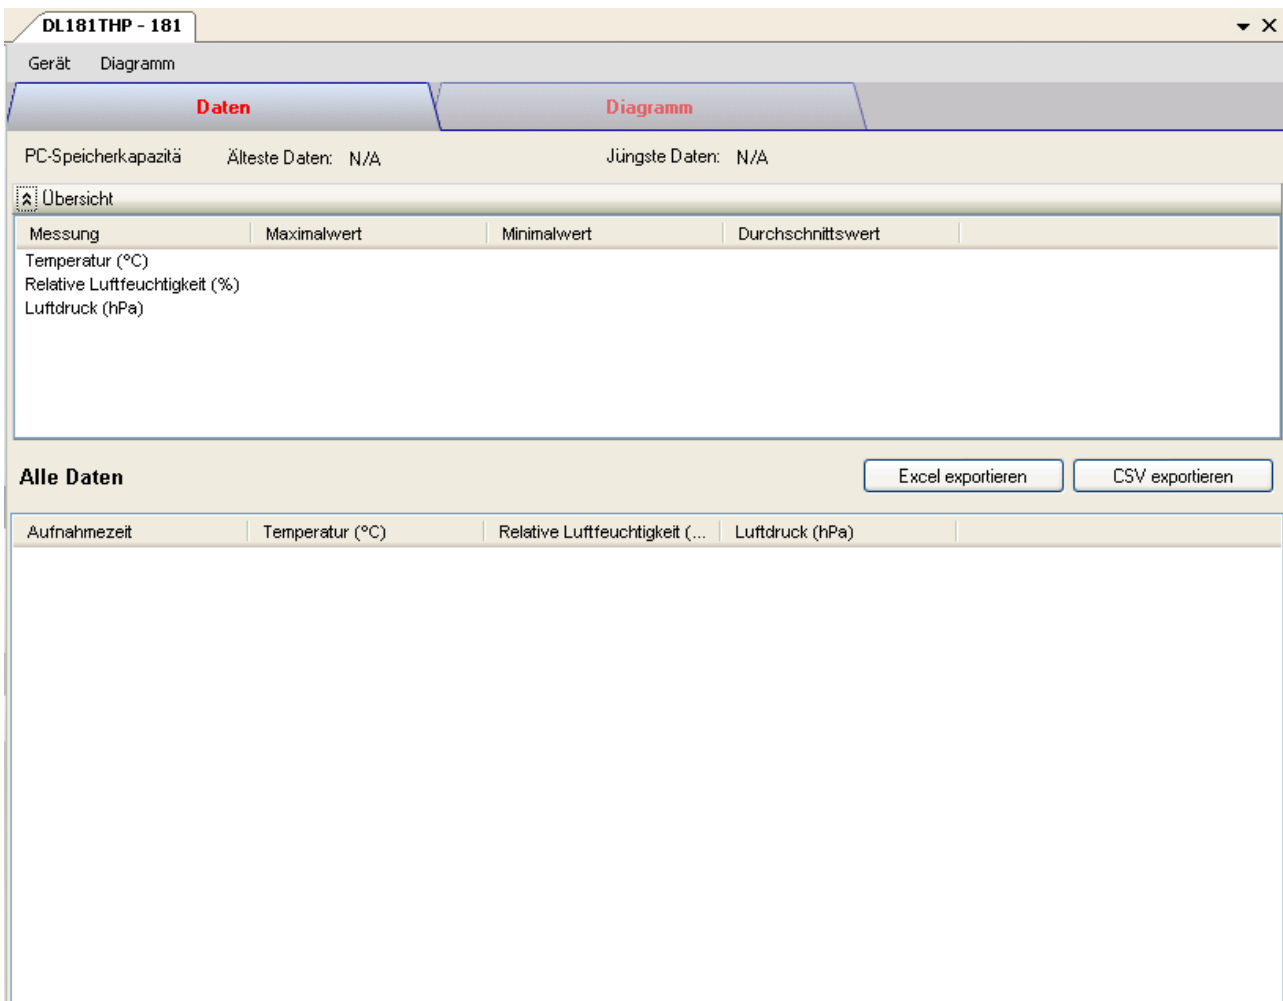 DL181THP - 181
Gerät Diagramm
Daten Diagramm
PC-Speicherkapazitä Älteste Daten: N/A Jüngste Daten: N/A
Übersicht
Messung Maximalwert Minimalwert Durchschnittswert
Temperatur (°C)
Relative Luftfeuchtigkeit (%)
Luftdruck (hPa)
Alle Daten Excel exportieren CSV exportieren
Aufnahmezeit Temperatur (°C) Relative Luftfeuchtigkeit (... Luftdruck (hPa)